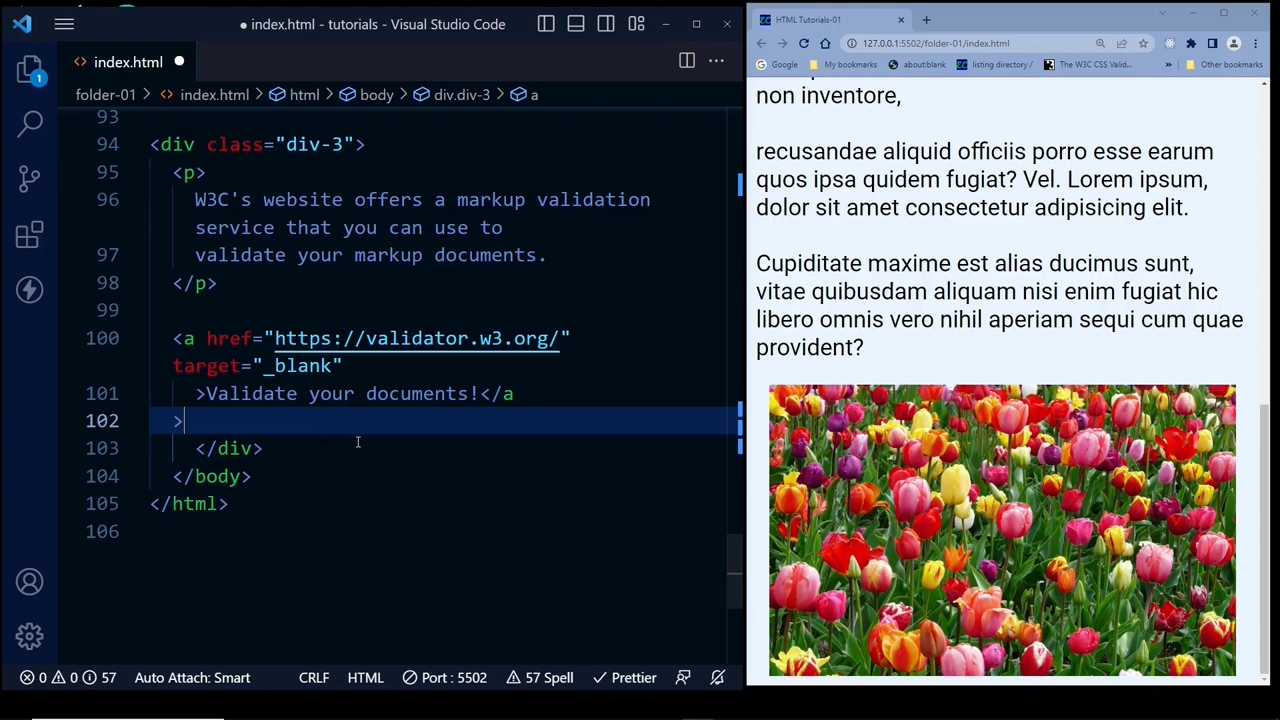 index.html - tutorials - Visual Studio Code
index.html
folder-01 > index.html > html > body > div.div-3 > a
93
94 <div class="div-3">
95 <p>
96 W3C's website offers a markup validation
service that you can use to
97 validate your markup documents.
98 </p>
99
100 <a href="https://validator.w3.org/"
target="_blank"
101 >Validate your documents!</a
102 >
103 </div>
104 </body>
105 </html>
106
1
0 0 57 Auto Attach: Smart CRLF HTML Port : 5502 57 Spell Prettier
HTML Tutorials-01
127.0.0.1:5502/folder-01/index.html
Google My bookmarks about:blank listing directory / The W3C CSS Valid... » Other bookmarks
non inventore,
recusandae aliquid officiis porro esse earum
quos ipsa quidem fugiat? Vel. Lorem ipsum,
dolor sit amet consectetur adipisicing elit.
Cupiditate maxime est alias ducimus sunt,
vitae quibusdam aliquam nisi enim fugiat hic
libero omnis vero nihil aperiam sequi cum quae
provident?